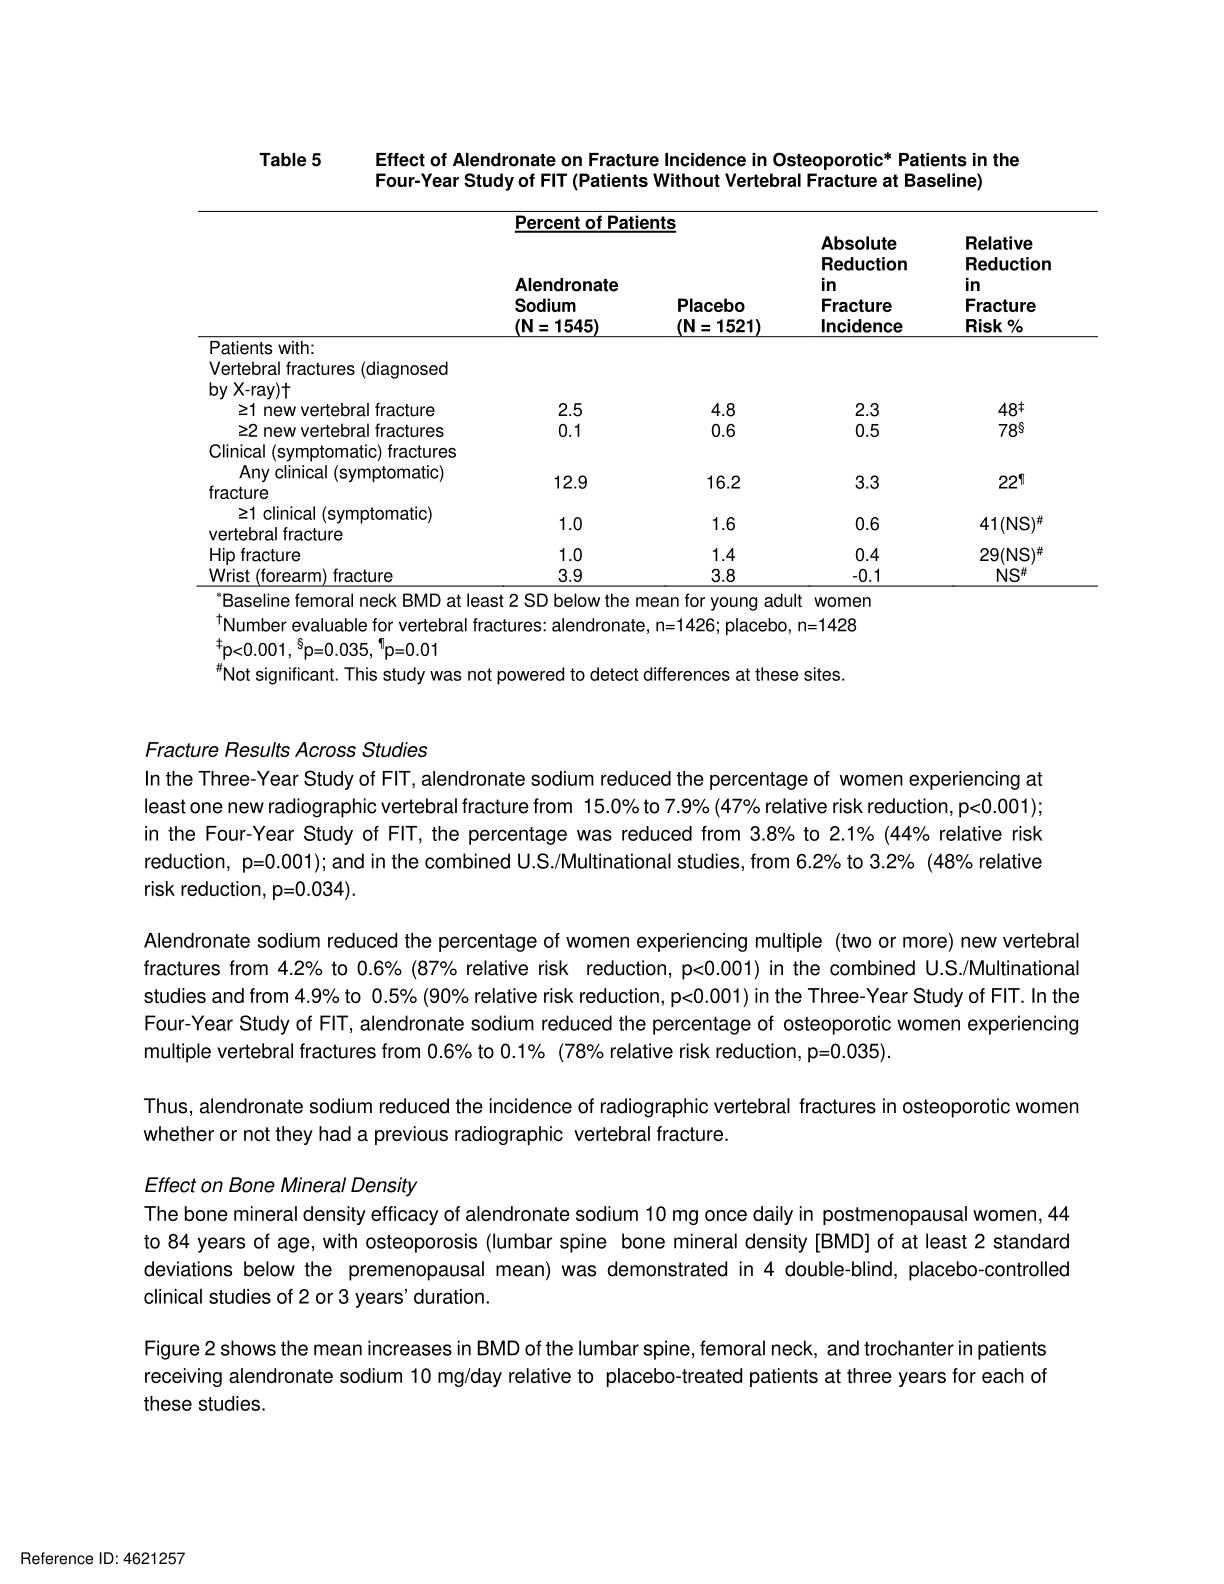 Table 5 Effect of Alendronate on Fracture Incidence in Osteoporotic* Patients in the
Four-Year Study of FIT (Patients Without Vertebral Fracture at Baseline)
Percent of Patients
Alendronate Sodium (N = 1545) Placebo (N = 1521) Absolute Reduction in Fracture Incidence Relative Reduction in Fracture Risk %
Patients with:
Vertebral fractures (diagnosed
by X-ray)†
≥1 new vertebral fracture 2.5 4.8 2.3 48‡
≥2 new vertebral fractures 0.1 0.6 0.5 78§
Clinical (symptomatic) fractures
Any clinical (symptomatic)
fracture 12.9 16.2 3.3 22¶
≥1 clinical (symptomatic)
vertebral fracture 1.0 1.6 0.6 41(NS)#
Hip fracture 1.0 1.4 0.4 29(NS)#
Wrist (forearm) fracture 3.9 3.8 -0.1 NS#
*Baseline femoral neck BMD at least 2 SD below the mean for young adult women
†Number evaluable for vertebral fractures: alendronate, n=1426; placebo, n=1428
‡p<0.001, §p=0.035, ¶p=0.01
#Not significant. This study was not powered to detect differences at these sites.
Fracture Results Across Studies
In the Three-Year Study of FIT, alendronate sodium reduced the percentage of women experiencing at
least one new radiographic vertebral fracture from 15.0% to 7.9% (47% relative risk reduction, p<0.001);
in the Four-Year Study of FIT, the percentage was reduced from 3.8% to 2.1% (44% relative risk
reduction, p=0.001); and in the combined U.S./Multinational studies, from 6.2% to 3.2% (48% relative
risk reduction, p=0.034).
Alendronate sodium reduced the percentage of women experiencing multiple (two or more) new vertebral
fractures from 4.2% to 0.6% (87% relative risk reduction, p<0.001) in the combined U.S./Multinational
studies and from 4.9% to 0.5% (90% relative risk reduction, p<0.001) in the Three-Year Study of FIT. In the
Four-Year Study of FIT, alendronate sodium reduced the percentage of osteoporotic women experiencing
multiple vertebral fractures from 0.6% to 0.1% (78% relative risk reduction, p=0.035).
Thus, alendronate sodium reduced the incidence of radiographic vertebral fractures in osteoporotic women
whether or not they had a previous radiographic vertebral fracture.
Effect on Bone Mineral Density
The bone mineral density efficacy of alendronate sodium 10 mg once daily in postmenopausal women, 44
to 84 years of age, with osteoporosis (lumbar spine bone mineral density [BMD] of at least 2 standard
deviations below the premenopausal mean) was demonstrated in 4 double-blind, placebo-controlled
clinical studies of 2 or 3 years’ duration.
Figure 2 shows the mean increases in BMD of the lumbar spine, femoral neck, and trochanter in patients
receiving alendronate sodium 10 mg/day relative to placebo-treated patients at three years for each of
these studies.
Reference ID: 4621257